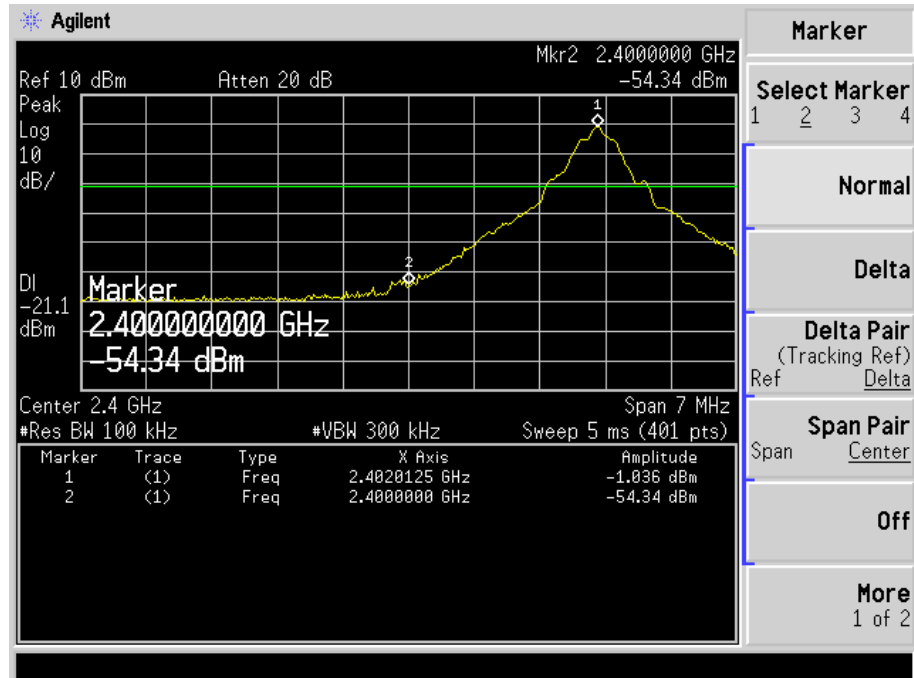 Agilent
Marker
Mkr2 2.4000000 GHz
Ref 10 dBm Atten 20 dB -54.34 dBm
Peak
Log
10
dB/
1
2
DI
-21.1
dBm
Marker
2.400000000 GHz
-54.34 dBm
Center 2.4 GHz Span 7 MHz
#Res BW 100 kHz #VBW 300 kHz Sweep 5 ms (401 pts)
Marker Trace Type X Axis Amplitude
1 (1) Freq 2.4020125 GHz -1.036 dBm
2 (1) Freq 2.4000000 GHz -54.34 dBm
Select Marker
1 2 3 4
Normal
Delta
Delta Pair
(Tracking Ref)
Ref Delta
Span Pair
Span Center
Off
More
1 of 2